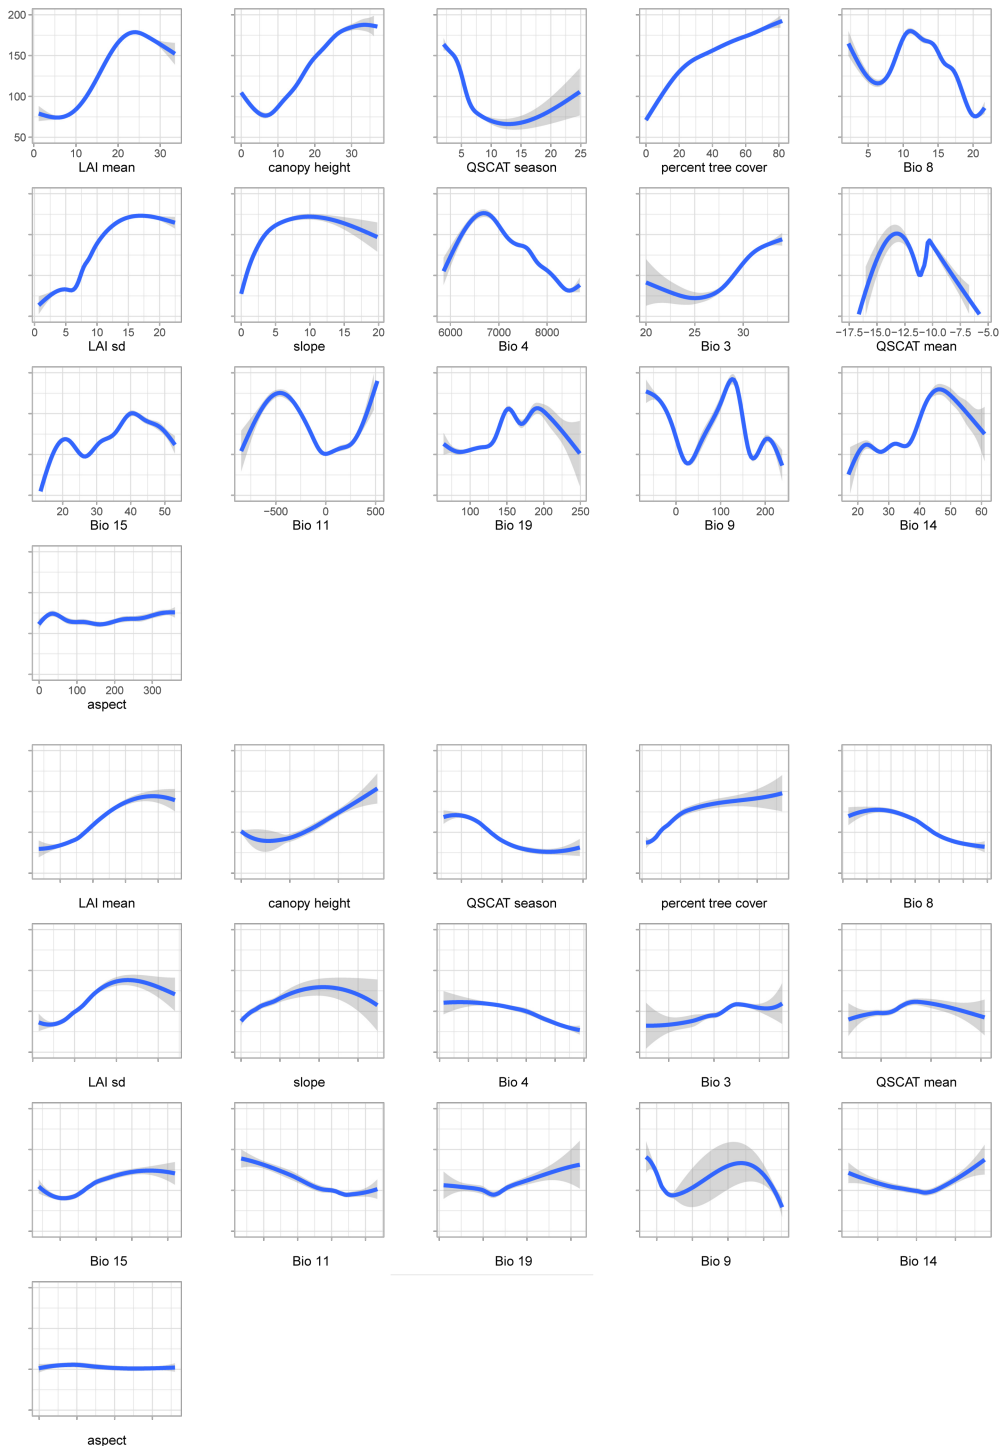 200
150
100
50
0 10 20 30
0 10 20 30
5 10 15 20 25
0 20 40 60 80
5 10 15 20
LAI mean
canopy height
QSCAT season
percent tree cover
Bio 8
0 5 10 15 20
0 5 10 15 20
6000 7000 8000
20 25 30
−17.5 −15.0 −12.5 −10.0 −7.5 −5.0
LAI sd
slope
Bio 4
Bio 3
QSCAT mean
20 30 40 50
−500 0 500
100 150 200 250
0 100 200
20 30 40 50 60
Bio 15
Bio 11
Bio 19
Bio 9
Bio 14
0 100 200 300
aspect
LAI mean
canopy height
QSCAT season
percent tree cover
Bio 8
LAI sd
slope
Bio 4
Bio 3
QSCAT mean
Bio 15
Bio 11
Bio 19
Bio 9
Bio 14
aspect